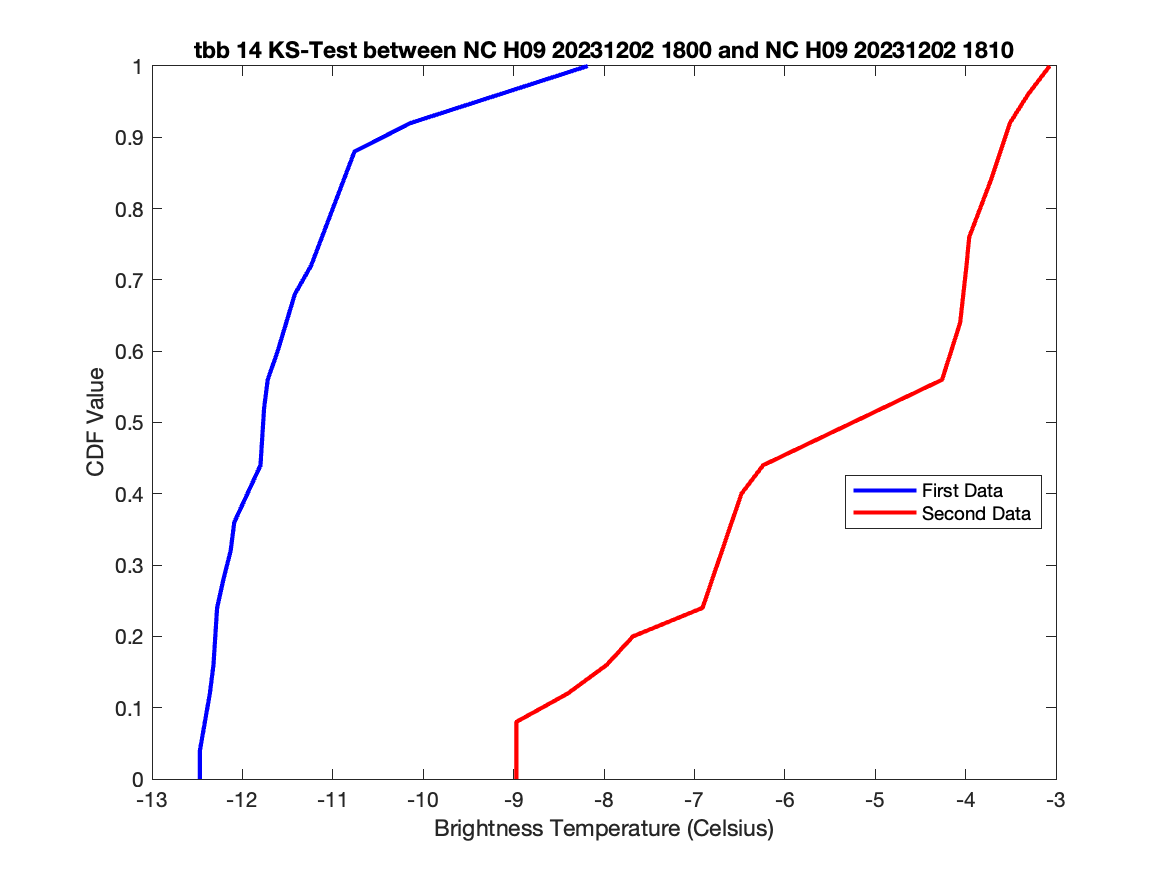 tbb 14 KS-Test between NC H09 20231202 1800 and NC H09 20231202 1810
1
0.9
0.8
0.7
0.6
0.5
0.4
0.3
0.2
0.1
0
CDF Value
First Data
Second Data
-13 -12 -11 -10 -9 -8 -7 -6 -5 -4 -3
Brightness Temperature (Celsius)